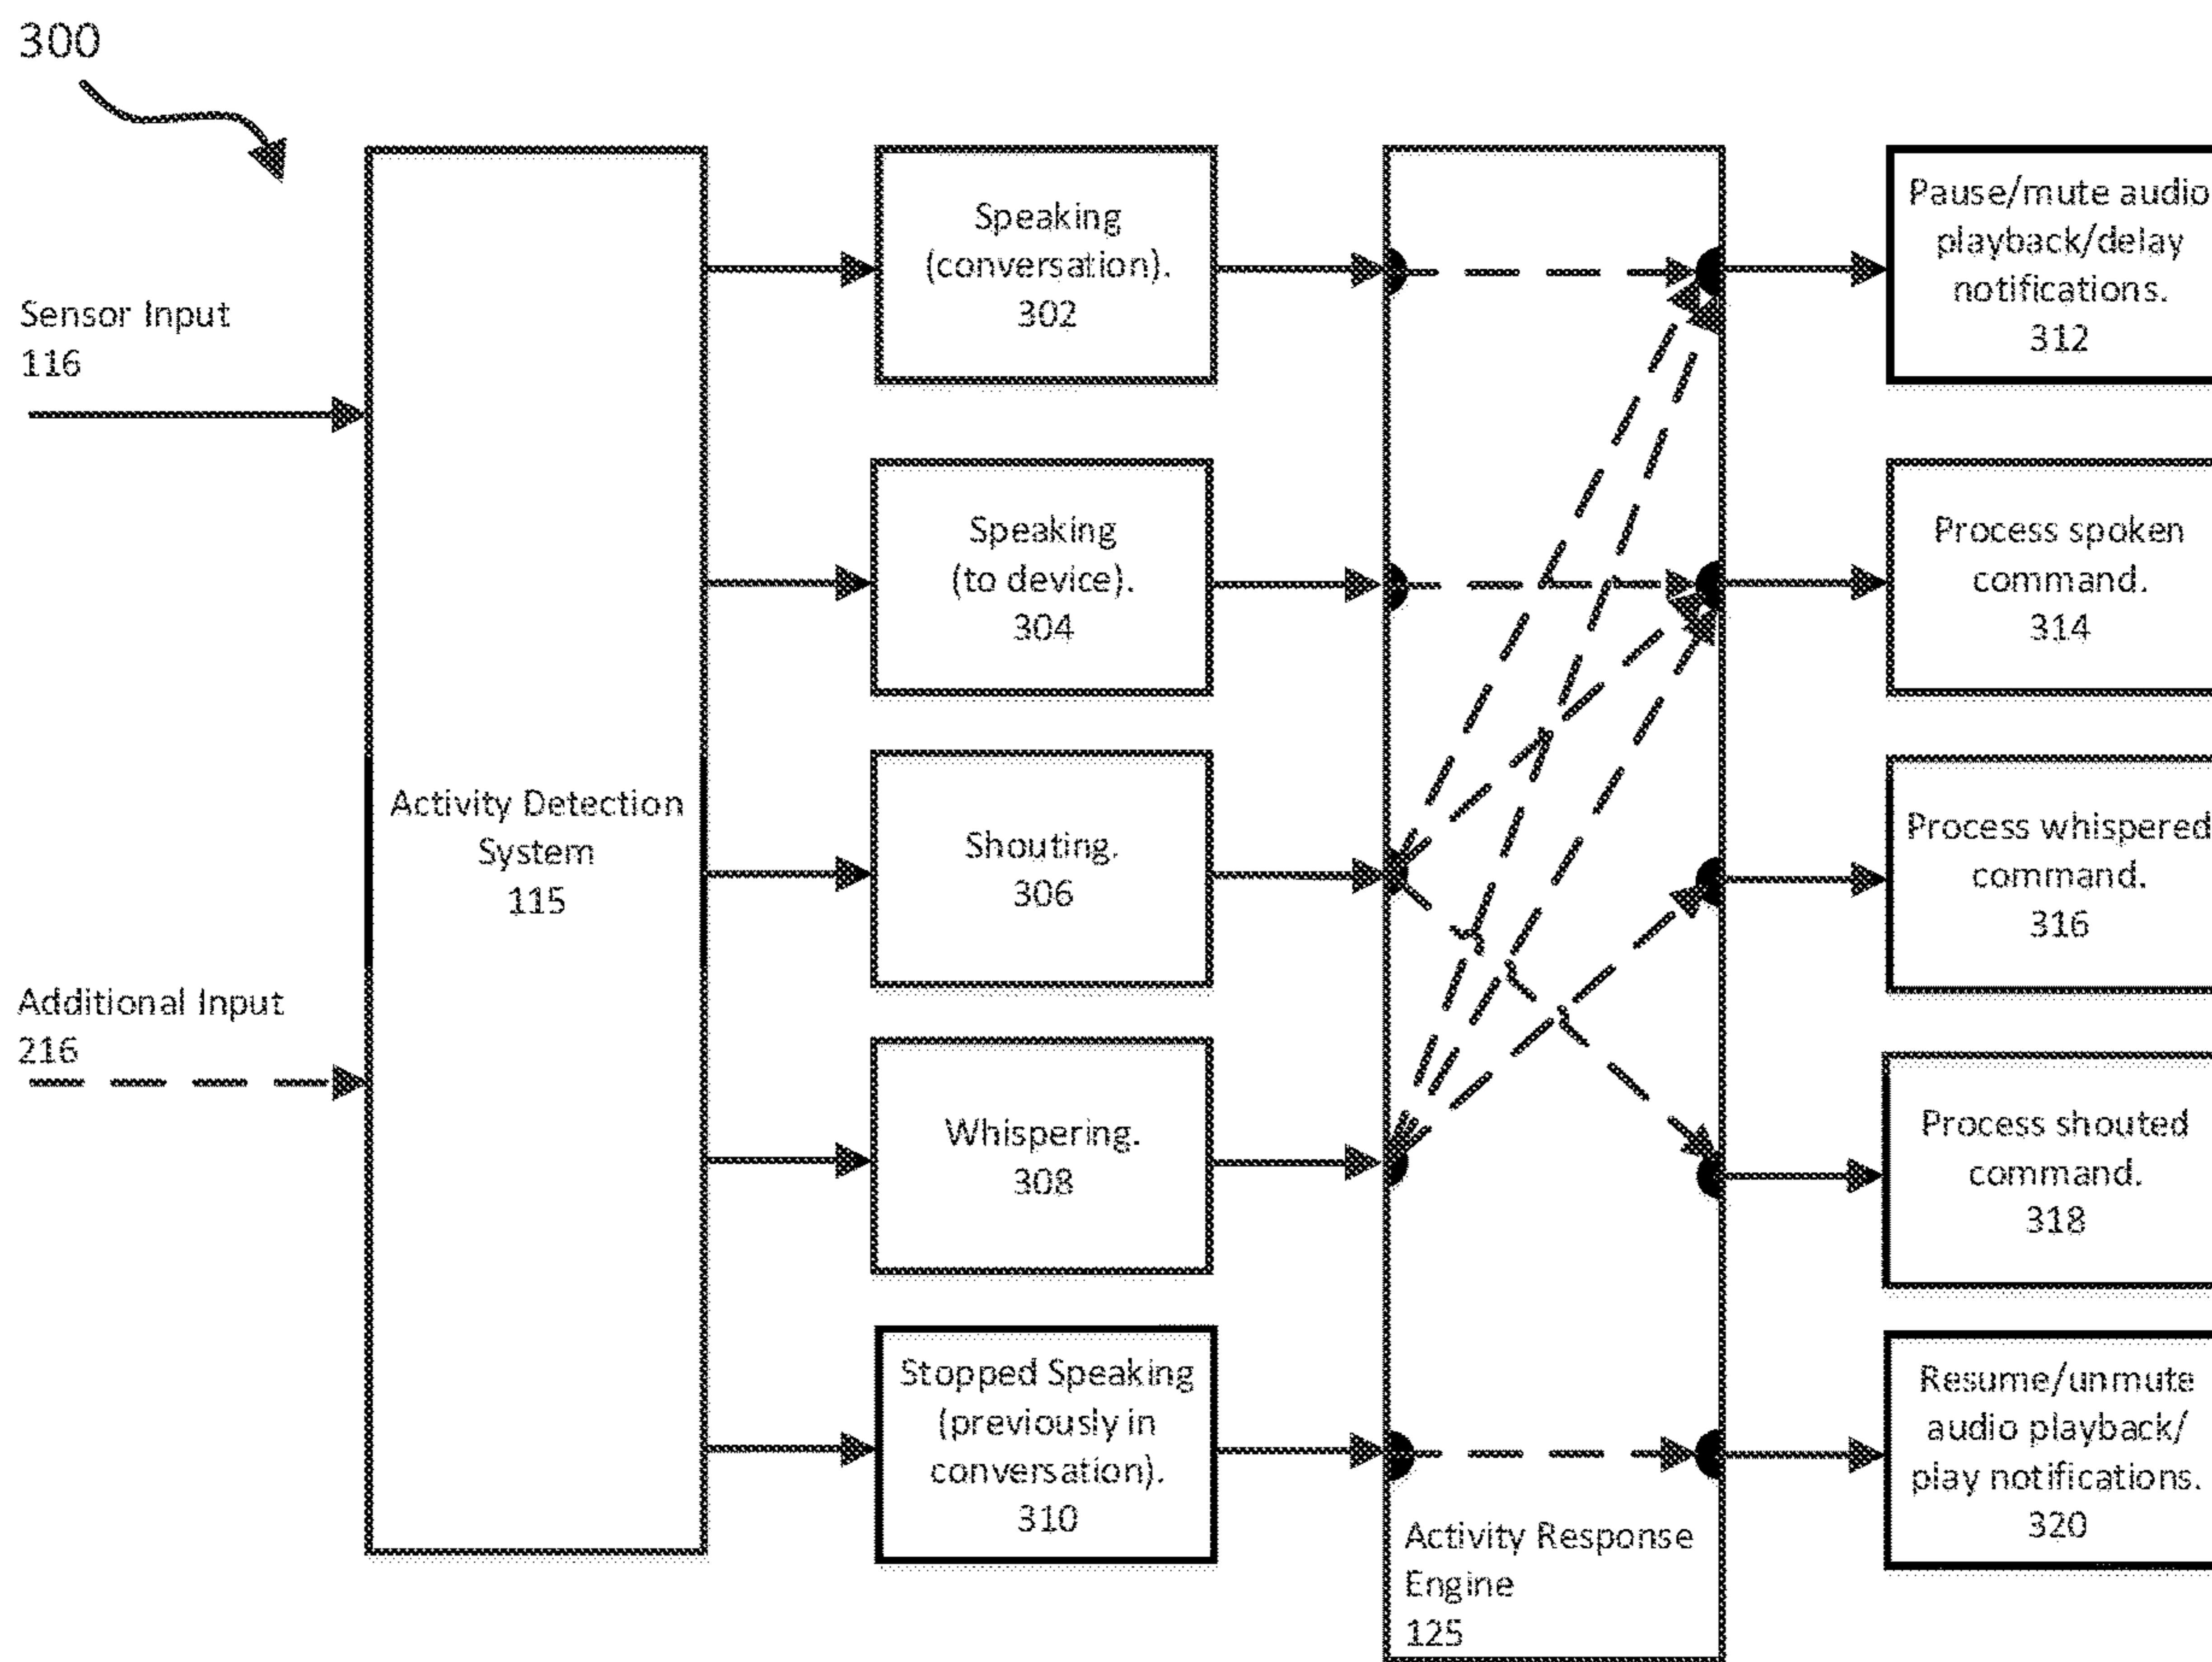 300
Sensor Input
116
Additional Input
216
Activity Detection
System
115
Speaking
(conversation).
302
Speaking
(to device).
304
Shouting.
306
Whispering.
308
Stopped Speaking
(previously in
conversation).
310
Activity Response
Engine
125
Pause/mute audio
playback/delay
notifications.
312
Process spoken
command.
314
Process whispered
command.
316
Process shouted
command.
318
Resume/unmute
audio playback/
play notifications.
320